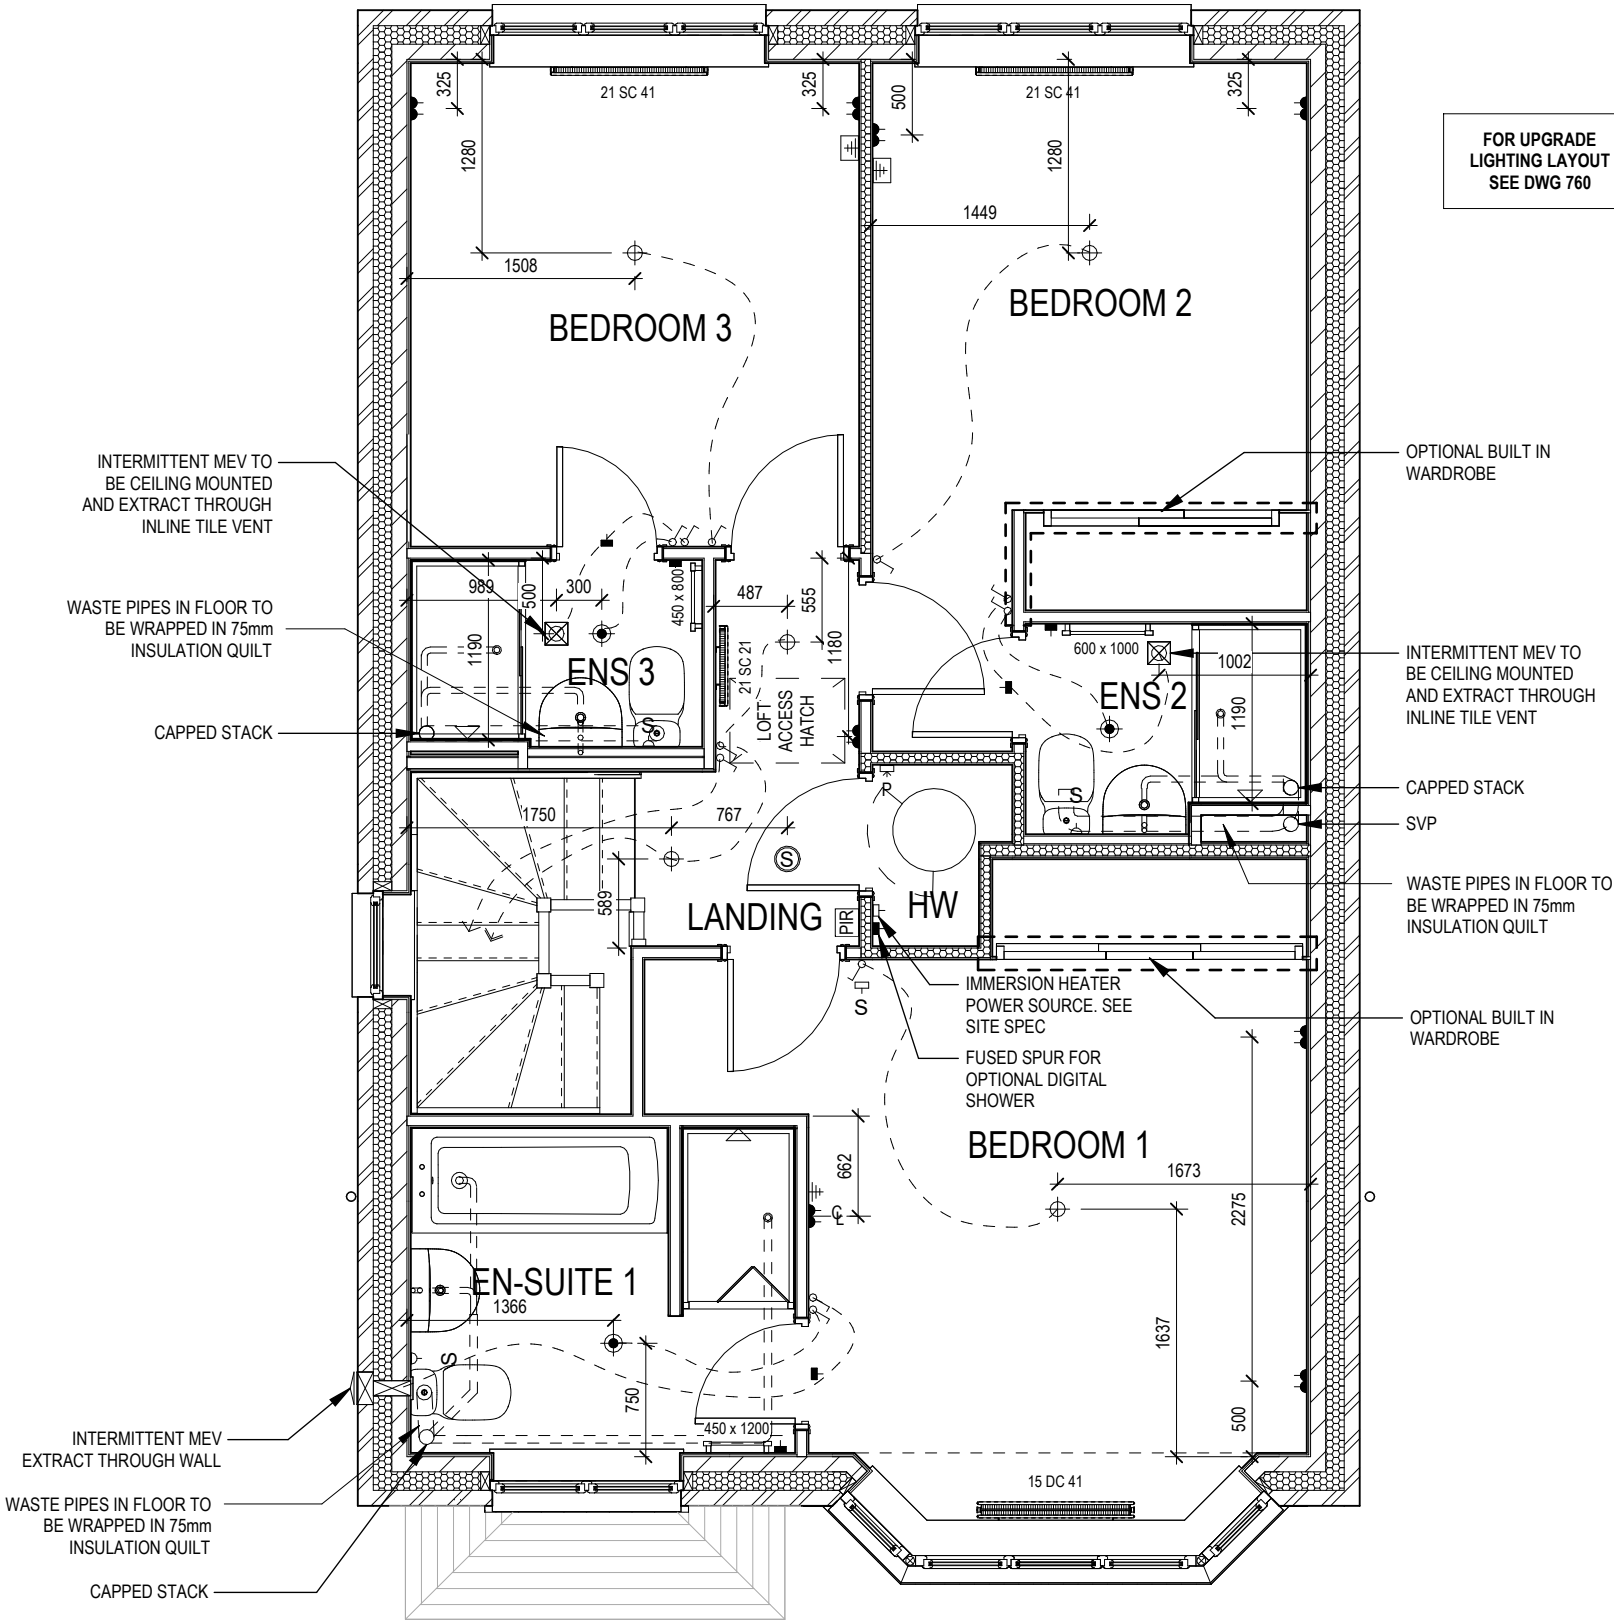 325
21 SC 41
325
500
21 SC 41
325
1280
1280
FOR UPGRADE
LIGHTING LAYOUT
SEE DWG 760
1449
1508
BEDROOM 3
BEDROOM 2
INTERMITTENT MEV TO
BE CEILING MOUNTED
AND EXTRACT THROUGH
INLINE TILE VENT
OPTIONAL BUILT IN
WARDROBE
989
500
300
450 x 800
487
555
1180
WASTE PIPES IN FLOOR TO
BE WRAPPED IN 75mm
INSULATION QUILT
1190
ENS 3
21 SC 21
600 x 1000
1002
INTERMITTENT MEV TO
BE CEILING MOUNTED
AND EXTRACT THROUGH
INLINE TILE VENT
ENS 2
1190
CAPPED STACK
S
LOFT
ACCESS
HATCH
P
S
CAPPED STACK
1750
767
SVP
S
589
LANDING
PIR
HW
WASTE PIPES IN FLOOR TO
BE WRAPPED IN 75mm
INSULATION QUILT
S
IMMERSION HEATER
POWER SOURCE. SEE
SITE SPEC
OPTIONAL BUILT IN
WARDROBE
FUSED SPUR FOR
OPTIONAL DIGITAL
SHOWER
662
BEDROOM 1
1673
2275
CL
EN-SUITE 1
1366
1637
S
750
500
450 x 1200
INTERMITTENT MEV
EXTRACT THROUGH WALL
15 DC 41
WASTE PIPES IN FLOOR TO
BE WRAPPED IN 75mm
INSULATION QUILT
CAPPED STACK